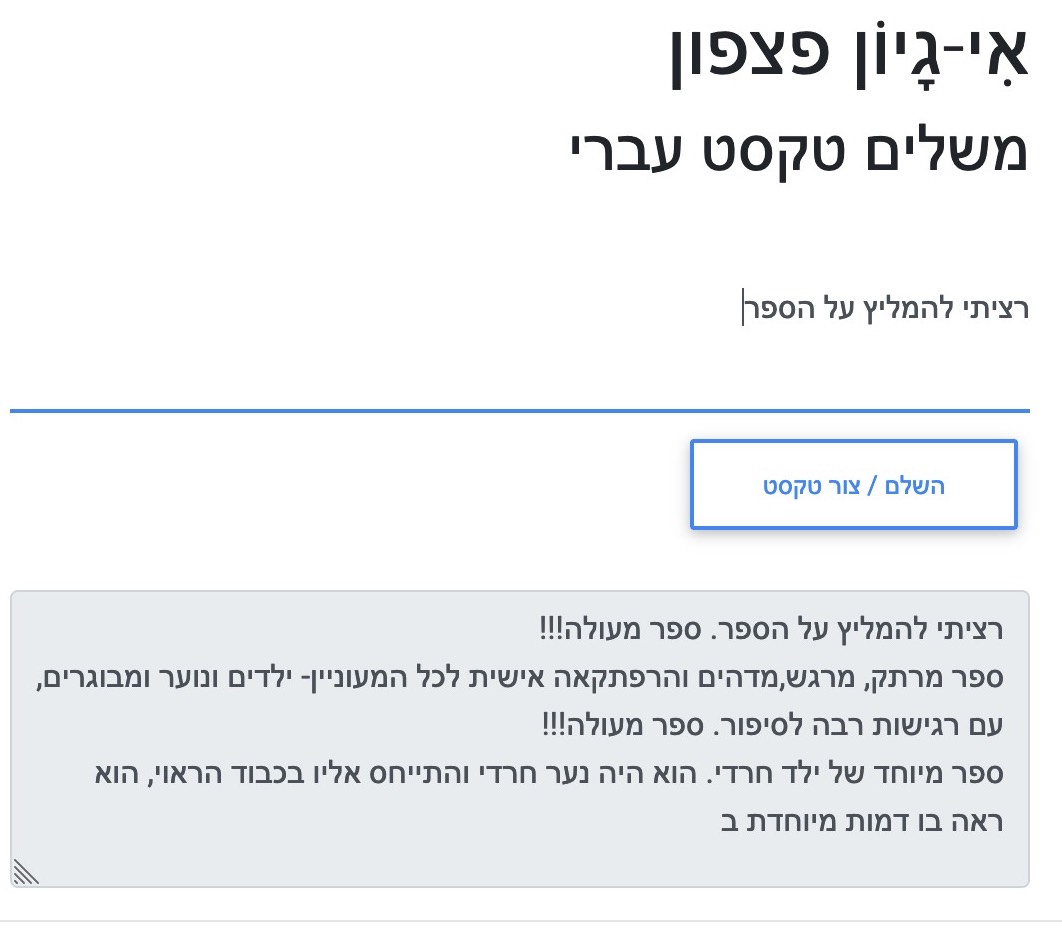 אִי-גָיוֹן פצפון
משלים טקסט עברי
רציתי להמליץ על הספר
השלם / צור טקסט
רציתי להמליץ על הספר. ספר מעולה!!!
ספר מרתק, מרגש,מדהים והרפתקאה אישית לכל המעוניין- ילדים ונוער ומבוגרים,
עם רגישות רבה לסיפור. ספר מעולה!!!
ספר מיוחד של ילד חרדי. הוא היה נער חרדי והתייחס אליו בכבוד הראוי, הוא
ראה בו דמות מיוחדת ב